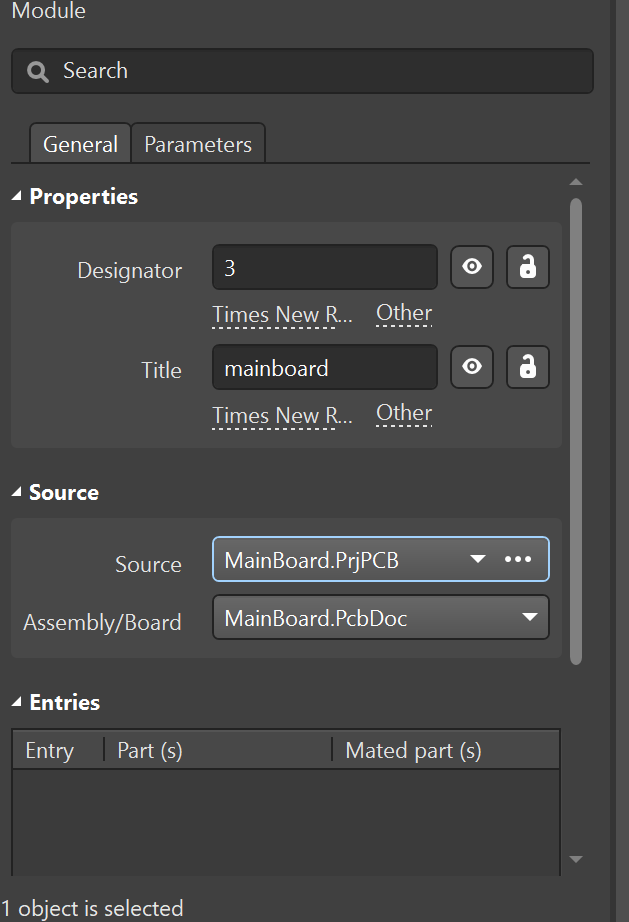 Module
Search
General Parameters
Properties
Designator 3
Times New R... Other
Title mainboard
Times New R... Other
Source
Source MainBoard.PrjPCB
Assembly/Board MainBoard.PcbDoc
Entries
Entry Part (s) Mated part (s)
1 object is selected